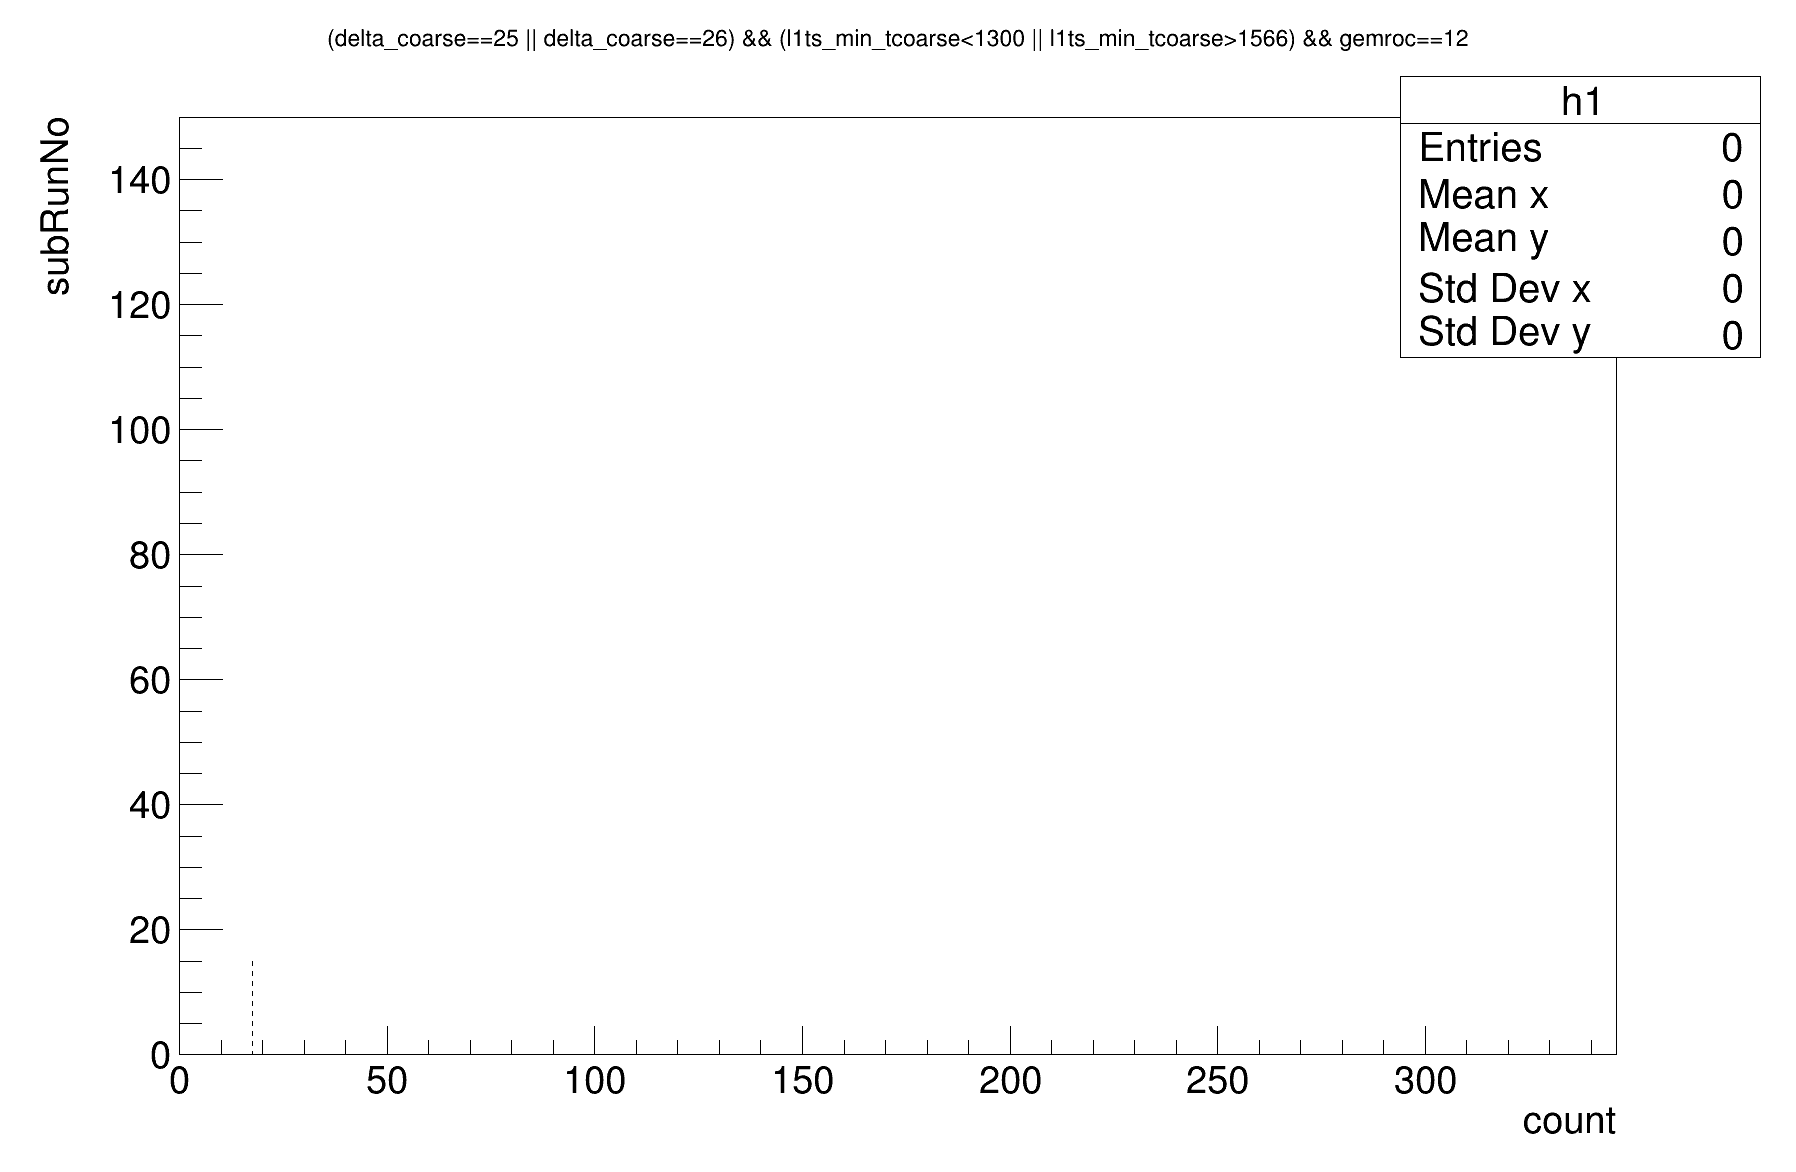 (delta_coarse==25 || delta_coarse==26) && (l1ts_min_tcoarse<1300 || l1ts_min_tcoarse>1566) && gemroc==12
h1
Entries 0
Mean x 0
Mean y 0
Std Dev x 0
Std Dev y 0
subRunNo
140
120
100
80
60
40
20
0
0 50 100 150 200 250 300
count